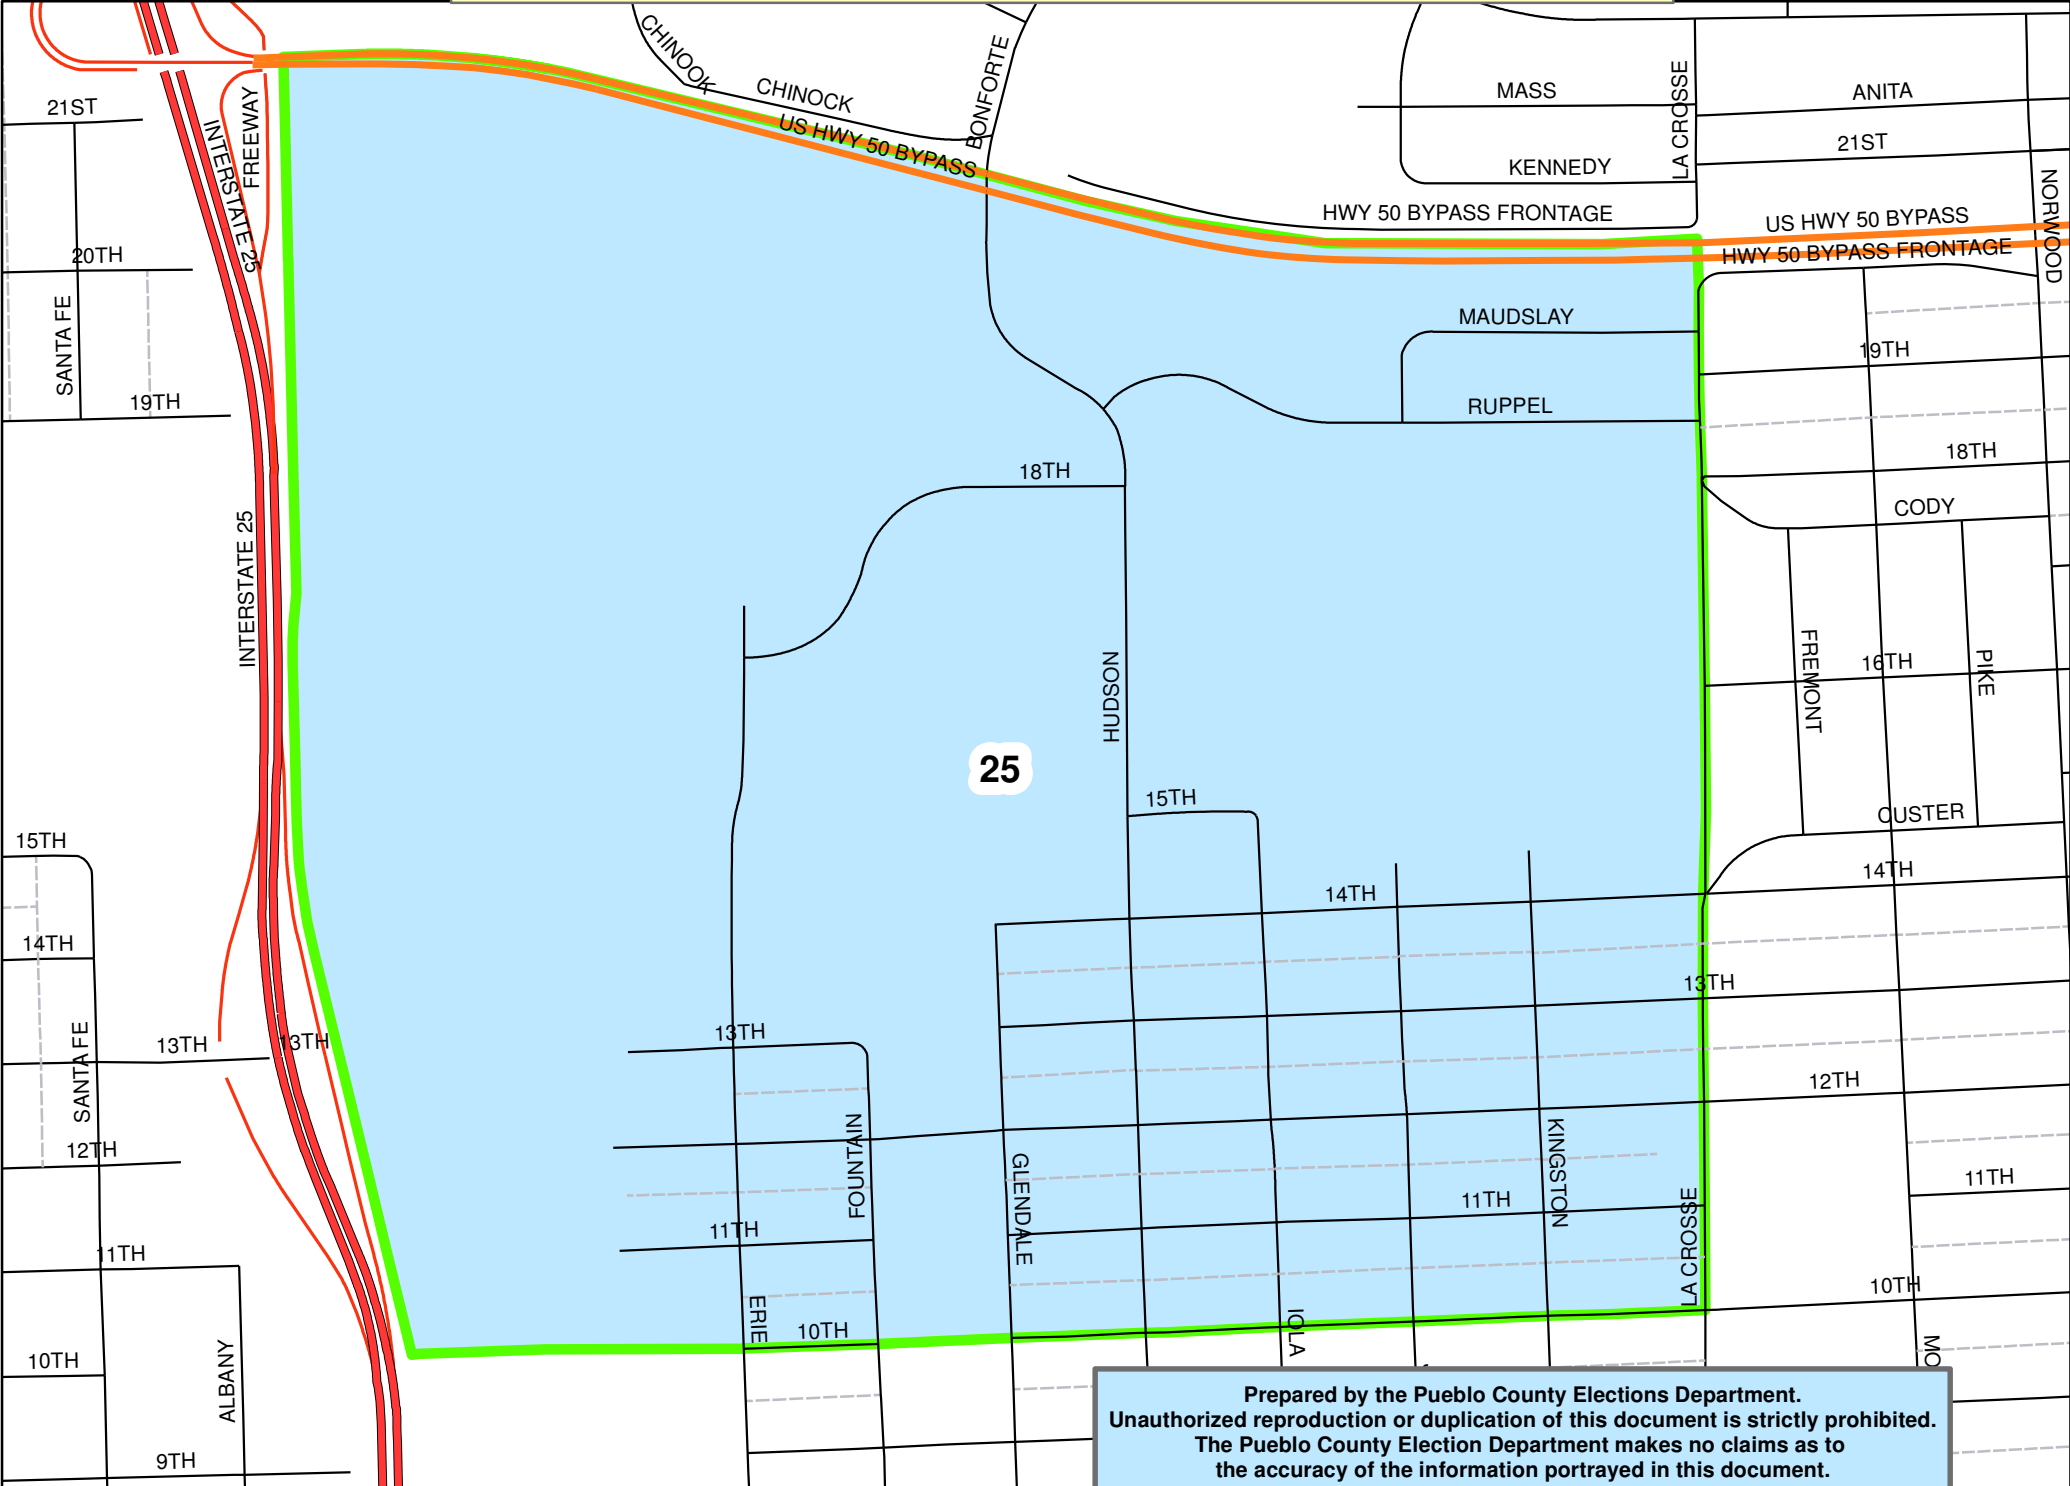 CHINOOK
CHINOCK
BONFORTE
MASS
LA CROSSE
ANITA
21ST
FREEWAY
INTERSTATE 25
US HWY 50 BYPASS
KENNEDY
21ST
NORWOOD
HWY 50 BYPASS FRONTAGE
US HWY 50 BYPASS
HWY 50 BYPASS FRONTAGE
20TH
SANTA FE
MAUDSLAY
19TH
19TH
RUPPEL
18TH
18TH
CODY
INTERSTATE 25
HUDSON
FREMONT
16TH
PIKE
25
15TH
CUSTER
15TH
14TH
14TH
14TH
13TH
SANTA FE
13TH
13TH
13TH
12TH
FOUNTAIN
KINGSTON
12TH
GLENDALE
11TH
11TH
LA CROSSE
11TH
11TH
ERIE
10TH
IOLA
10TH
10TH
ALBANY
MO
9TH
Prepared by the Pueblo County Elections Department.
Unauthorized reproduction or duplication of this document is strictly prohibited.
The Pueblo County Election Department makes no claims as to
the accuracy of the information portrayed in this document.